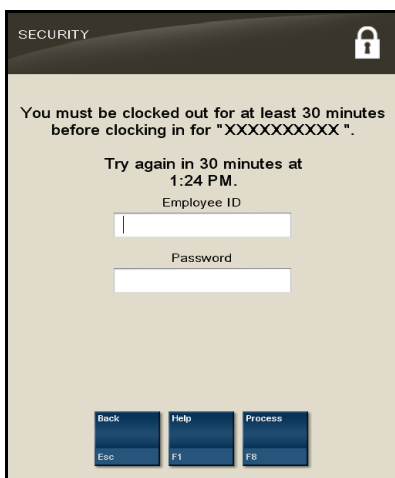 SECURITY
You must be clocked out for at least 30 minutes
before clocking in for "XXXXXXXXXX ".
Try again in 30 minutes at
1:24 PM.
Employee ID
Password
Back Help Process
Esc F1 F8